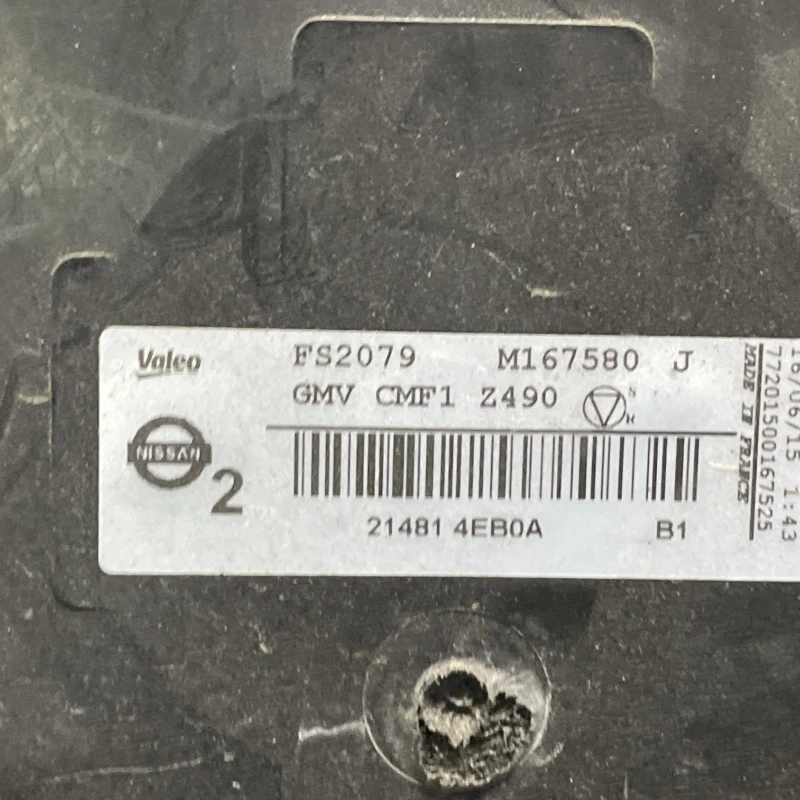 Valeo
FS2079 M167580 J
GMV CMF1 Z490
NISSAN
2
21481 4EB0A B1
MADE IN FRANCE
77201500167525
16/06/15 1:43